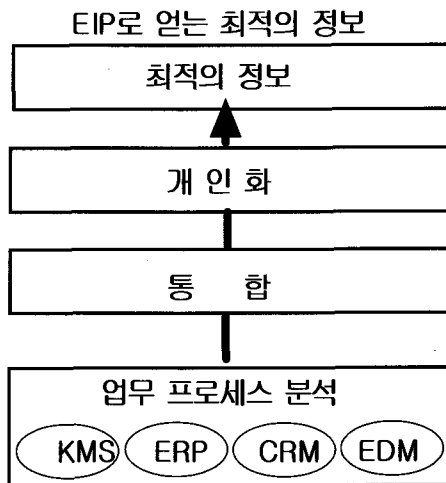 EIP로 얻는 최적의 정보
최적의 정보
개 인 화
통 합
업무 프로세스 분석
KMS ERP CRM EDM